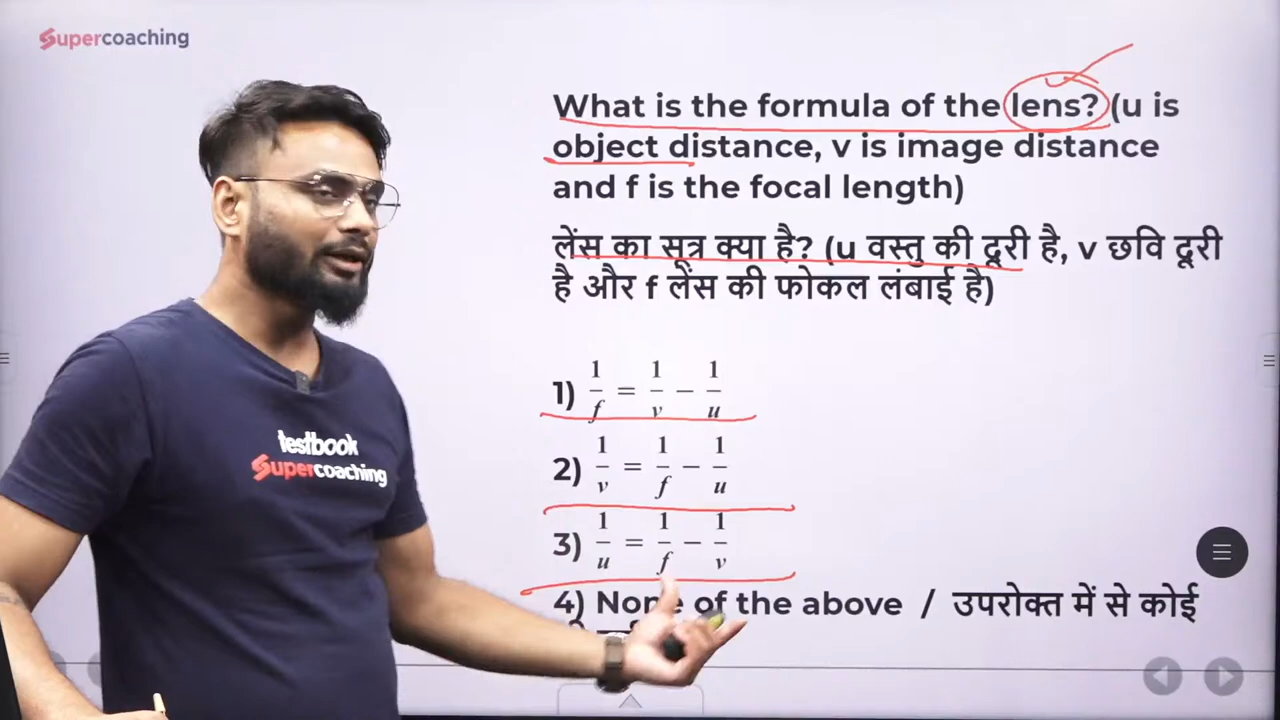 Supercoaching
What is the formula of the lens? (u is
object distance, v is image distance
and f is the focal length)
लेंस का सूत्र क्या है? (u वस्तु की दूरी है, v छवि दूरी
है और f लेंस की फोकल लंबाई है)
1) 1/f = 1/v − 1/u
2) 1/v = 1/f − 1/u
3) 1/u = 1/f − 1/v
4) None of the above / उपरोक्त में से कोई
testbook
Supercoaching